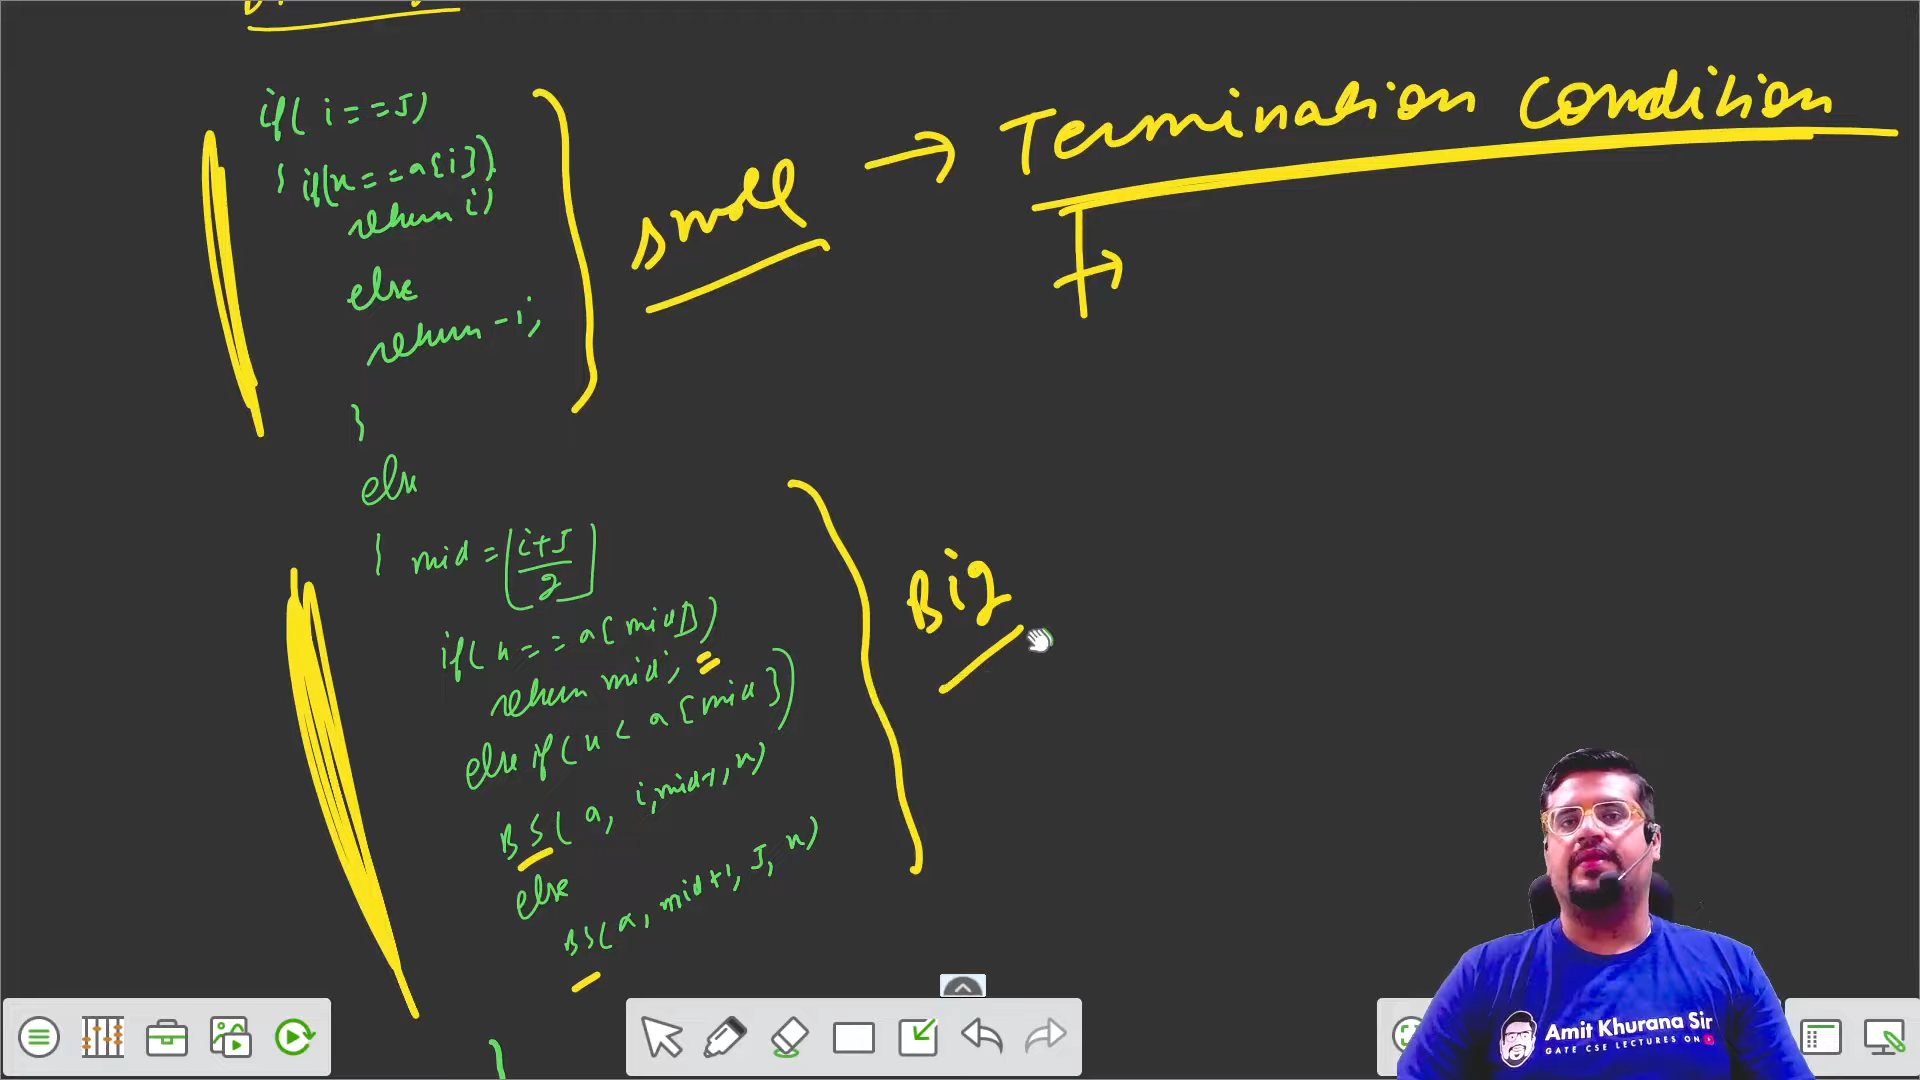 if( i==J)
{ if(x==a[i])
return i;
else
return -i;
}
else
{ mid = [i+J/2]
if(x==a[mid])
return mid;
else if(x < a[mid])
BS(a, i, mid-1, x)
else
BS(a, mid+1, J, x)
}
small → Termination Condition
Big
Amit Khurana Sir
GATE CSE LECTURES ON